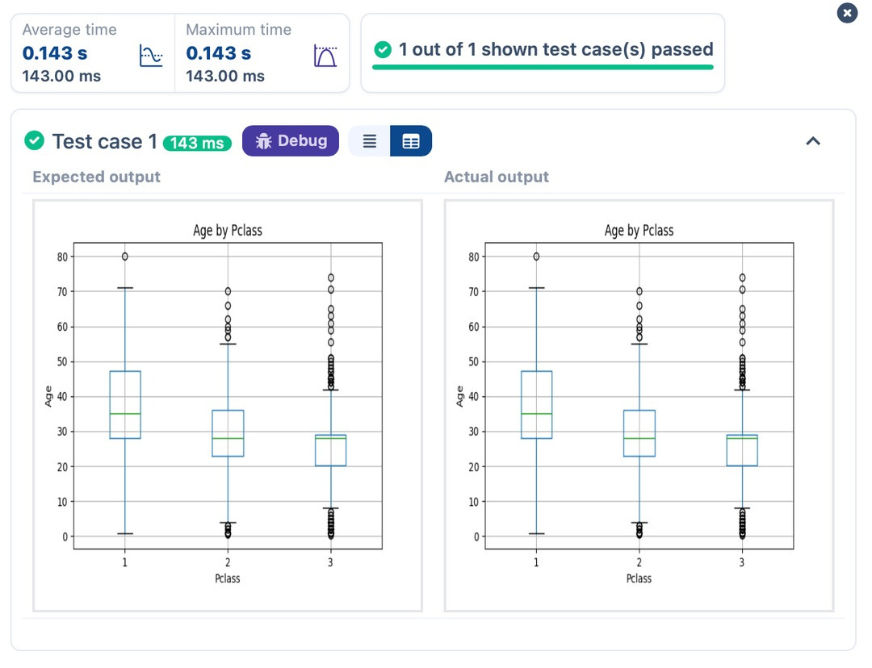 Average time
0.143 s
143.00 ms
Maximum time
0.143 s
143.00 ms
1 out of 1 shown test case(s) passed
Test case 1 143 ms Debug
Expected output
Actual output
Age by Pclass
80
70
60
50
40
30
20
10
0
Age
1 2 3
Pclass
Age by Pclass
80
70
60
50
40
30
20
10
0
Age
1 2 3
Pclass